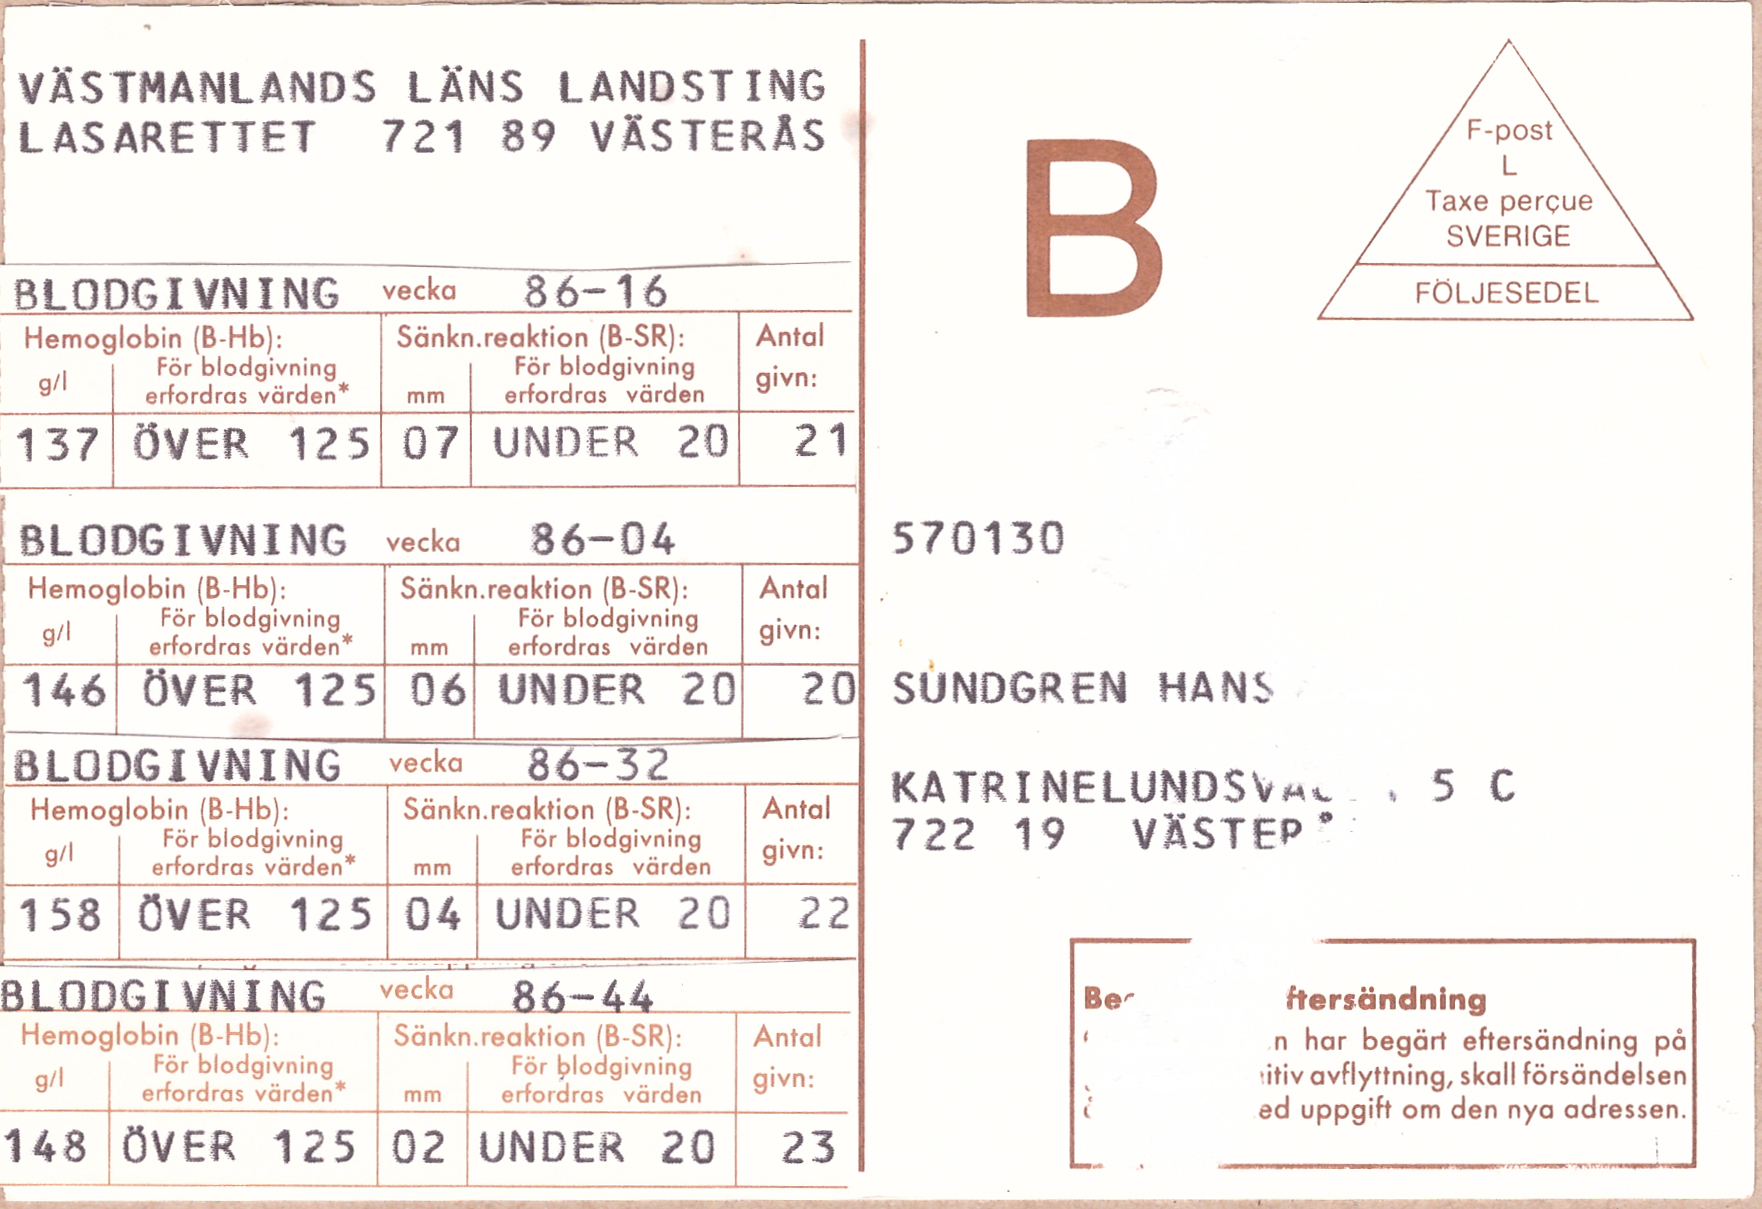 VÄSTMANLANDS LÄNS LANDSTING
LASARETTET 721 89 VÄSTERÅS
BLODGIVNING vecka 86-16
Hemoglobin (B-Hb): Sänkn.reaktion (B-SR): Antal
g/l För blodgivning erfordras värden* mm För blodgivning erfordras värden givn:
137 ÖVER 125 07 UNDER 20 21
BLODGIVNING vecka 86-04
Hemoglobin (B-Hb): Sänkn.reaktion (B-SR): Antal
g/l För blodgivning erfordras värden* mm För blodgivning erfordras värden givn:
146 ÖVER 125 06 UNDER 20 20
BLODGIVNING vecka 86-32
Hemoglobin (B-Hb): Sänkn.reaktion (B-SR): Antal
g/l För blodgivning erfordras värden* mm För blodgivning erfordras värden givn:
158 ÖVER 125 04 UNDER 20 22
BLODGIVNING vecka 86-44
Hemoglobin (B-Hb): Sänkn.reaktion (B-SR): Antal
g/l För blodgivning erfordras värden* mm För blodgivning erfordras värden givn:
148 ÖVER 125 02 UNDER 20 23
B
F-post
L
Taxe perçue
SVERIGE
FÖLJESEDEL
570130
SUNDGREN HANS
5 C
722 19
har begärt eftersändning på
avflyttning, skall försändelsen
uppgift om den nya adressen.